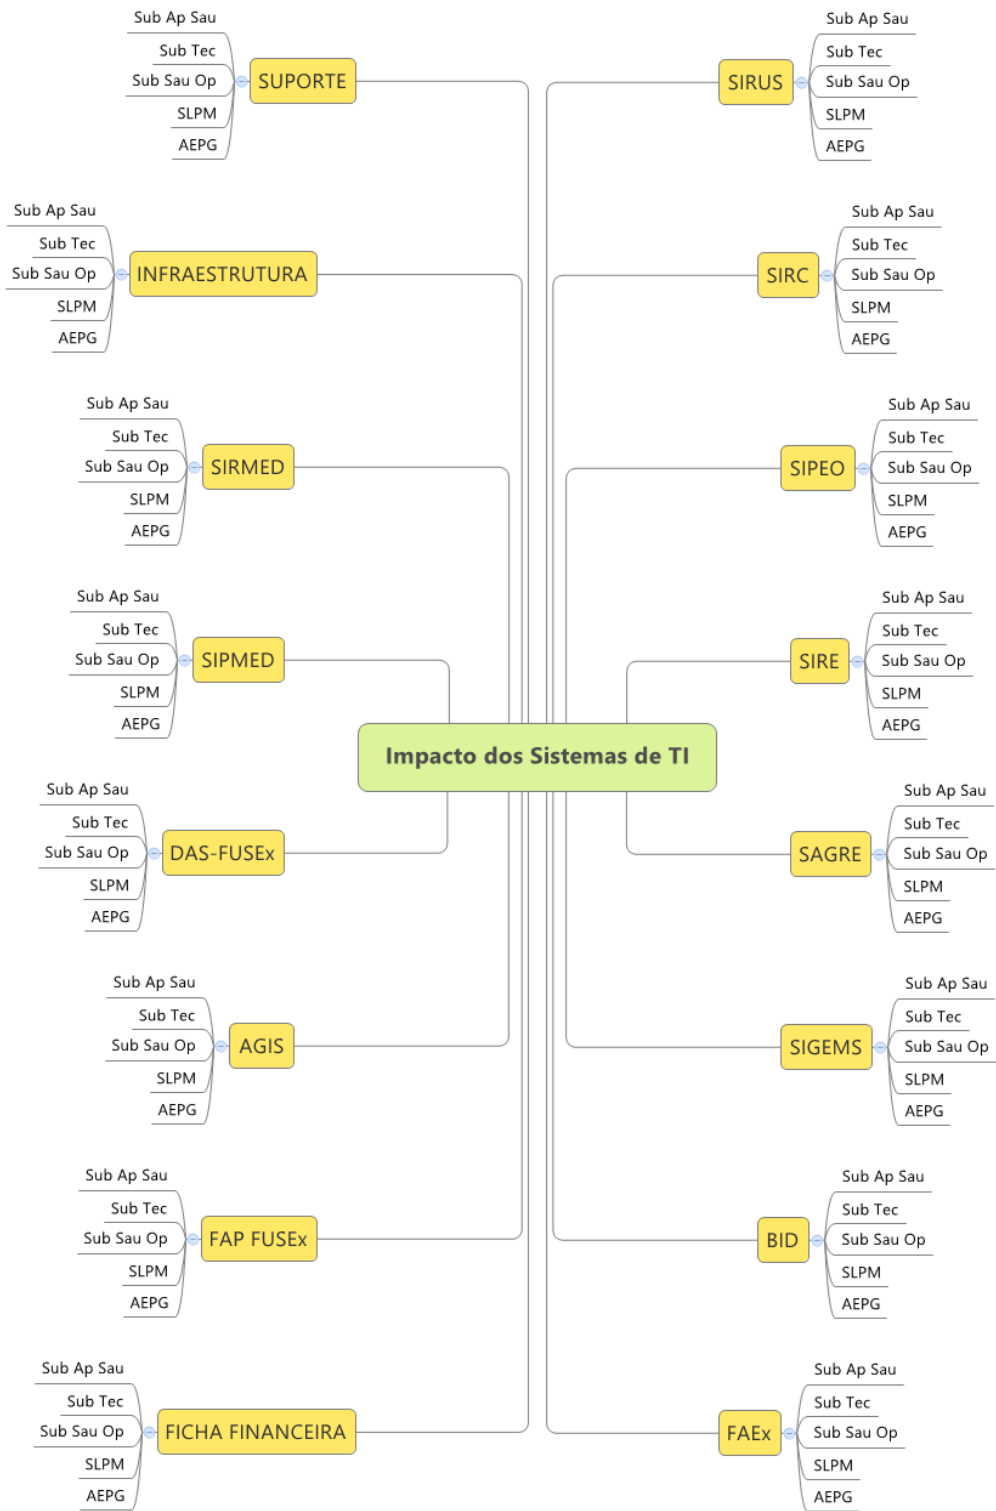 Impacto dos Sistemas de TI
SUPORTE
Sub Ap Sau
Sub Tec
Sub Sau Op
SLPM
AEPG
INFRAESTRUTURA
Sub Ap Sau
Sub Tec
Sub Sau Op
SLPM
AEPG
SIRMED
Sub Ap Sau
Sub Tec
Sub Sau Op
SLPM
AEPG
SIPMED
Sub Ap Sau
Sub Tec
Sub Sau Op
SLPM
AEPG
DAS-FUSEx
Sub Ap Sau
Sub Tec
Sub Sau Op
SLPM
AEPG
AGIS
Sub Ap Sau
Sub Tec
Sub Sau Op
SLPM
AEPG
FAP FUSEx
Sub Ap Sau
Sub Tec
Sub Sau Op
SLPM
AEPG
FICHA FINANCEIRA
Sub Ap Sau
Sub Tec
Sub Sau Op
SLPM
AEPG
SIRUS
Sub Ap Sau
Sub Tec
Sub Sau Op
SLPM
AEPG
SIRC
Sub Ap Sau
Sub Tec
Sub Sau Op
SLPM
AEPG
SIPEO
Sub Ap Sau
Sub Tec
Sub Sau Op
SLPM
AEPG
SIRE
Sub Ap Sau
Sub Tec
Sub Sau Op
SLPM
AEPG
SAGRE
Sub Ap Sau
Sub Tec
Sub Sau Op
SLPM
AEPG
SIGEMS
Sub Ap Sau
Sub Tec
Sub Sau Op
SLPM
AEPG
BID
Sub Ap Sau
Sub Tec
Sub Sau Op
SLPM
AEPG
FAEx
Sub Ap Sau
Sub Tec
Sub Sau Op
SLPM
AEPG